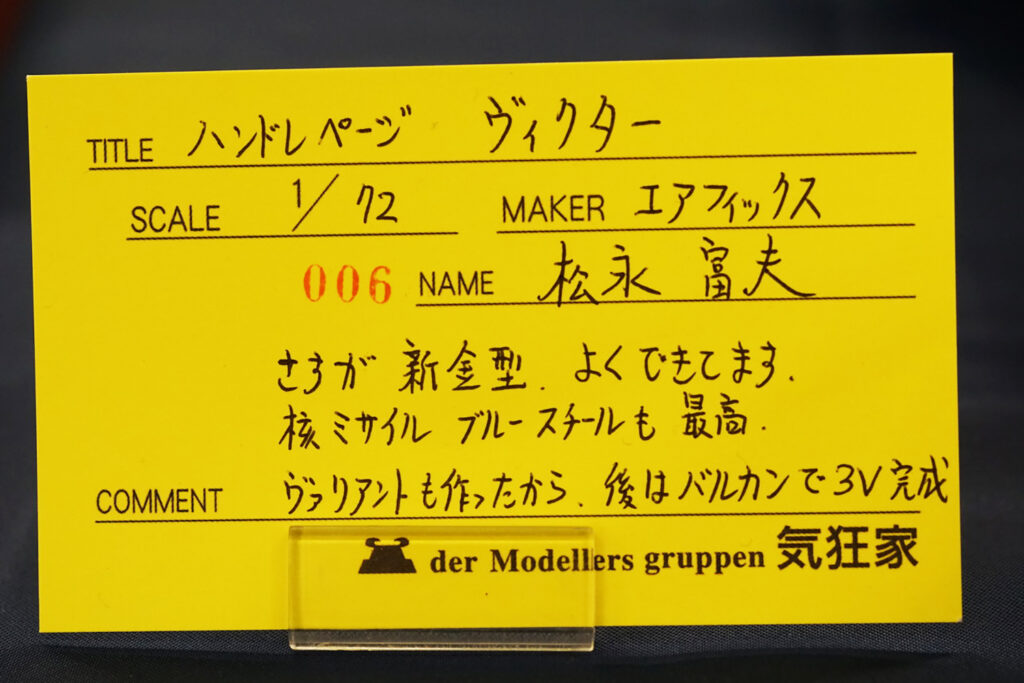 TITLE ハンドレページ ヴィクター
SCALE 1/72 MAKER エアフィックス
006 NAME 松永 富夫
さすが 新金型、よくできてます。
核ミサイル ブルースチールも 最高。
COMMENT ヴァリアントも作ったから、後はバルカンで3V完成
der Modellers gruppen 気狂家